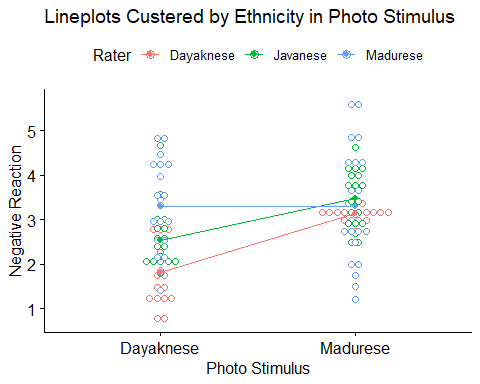 Lineplots Custered by Ethnicity in Photo Stimulus
Rater Dayaknese Javanese Madurese
Negative Reaction
5
4
3
2
1
Dayaknese Madurese
Photo Stimulus